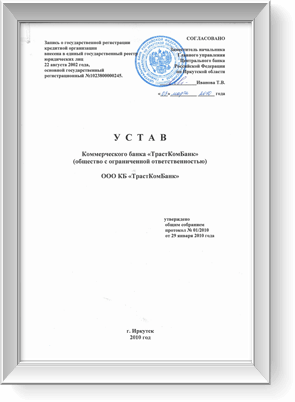 Запись о государственной регистрации
кредитной организации
внесена в единый государственный реестр
юридических лиц
22 августа 2002 года,
основной государственный
регистрационный №1023800000245.
СОГЛАСОВАНО
Заместитель начальника
Главного управления
Центрального банка
Российской Федерации
по Иркутской области
Иванова Т.В.
года
У С Т А В
Коммерческого банка «ТрастКомБанк»
(общество с ограниченной ответственностью)
ООО КБ «ТрастКомБанк»
утверждено
общим собранием
протокол № 01/2010
от 29 января 2010 года
г. Иркутск
2010 год